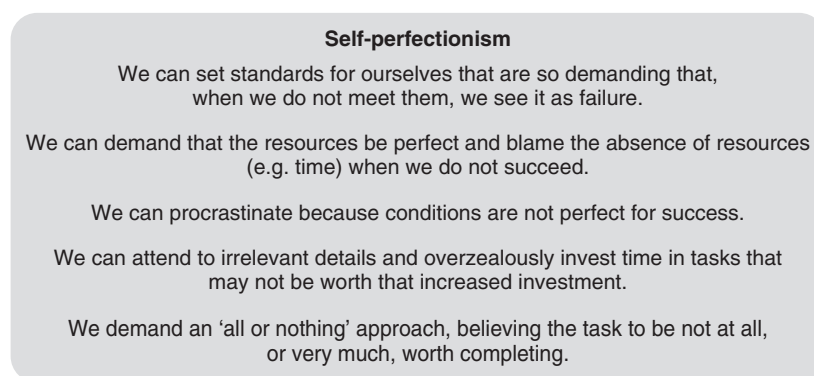 Self-perfectionism
We can set standards for ourselves that are so demanding that,
when we do not meet them, we see it as failure.
We can demand that the resources be perfect and blame the absence of resources
(e.g. time) when we do not succeed.
We can procrastinate because conditions are not perfect for success.
We can attend to irrelevant details and overzealously invest time in tasks that
may not be worth that increased investment.
We demand an ‘all or nothing’ approach, believing the task to be not at all,
or very much, worth completing.